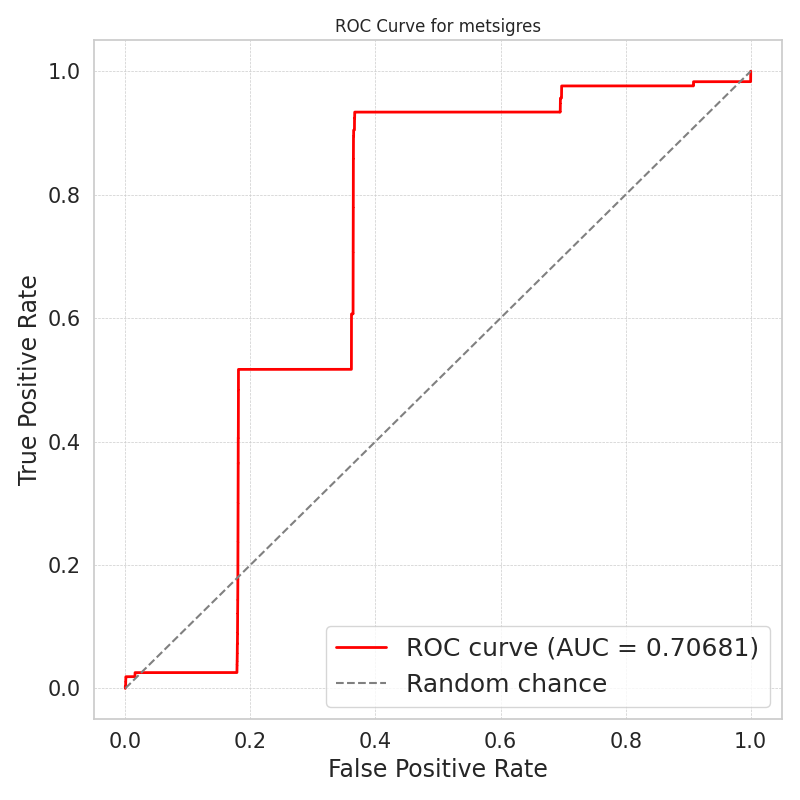 ROC Curve for metsigres
1.0
0.8
0.6
0.4
0.2
0.0
True Positive Rate
ROC curve (AUC = 0.70681)
Random chance
0.0 0.2 0.4 0.6 0.8 1.0
False Positive Rate